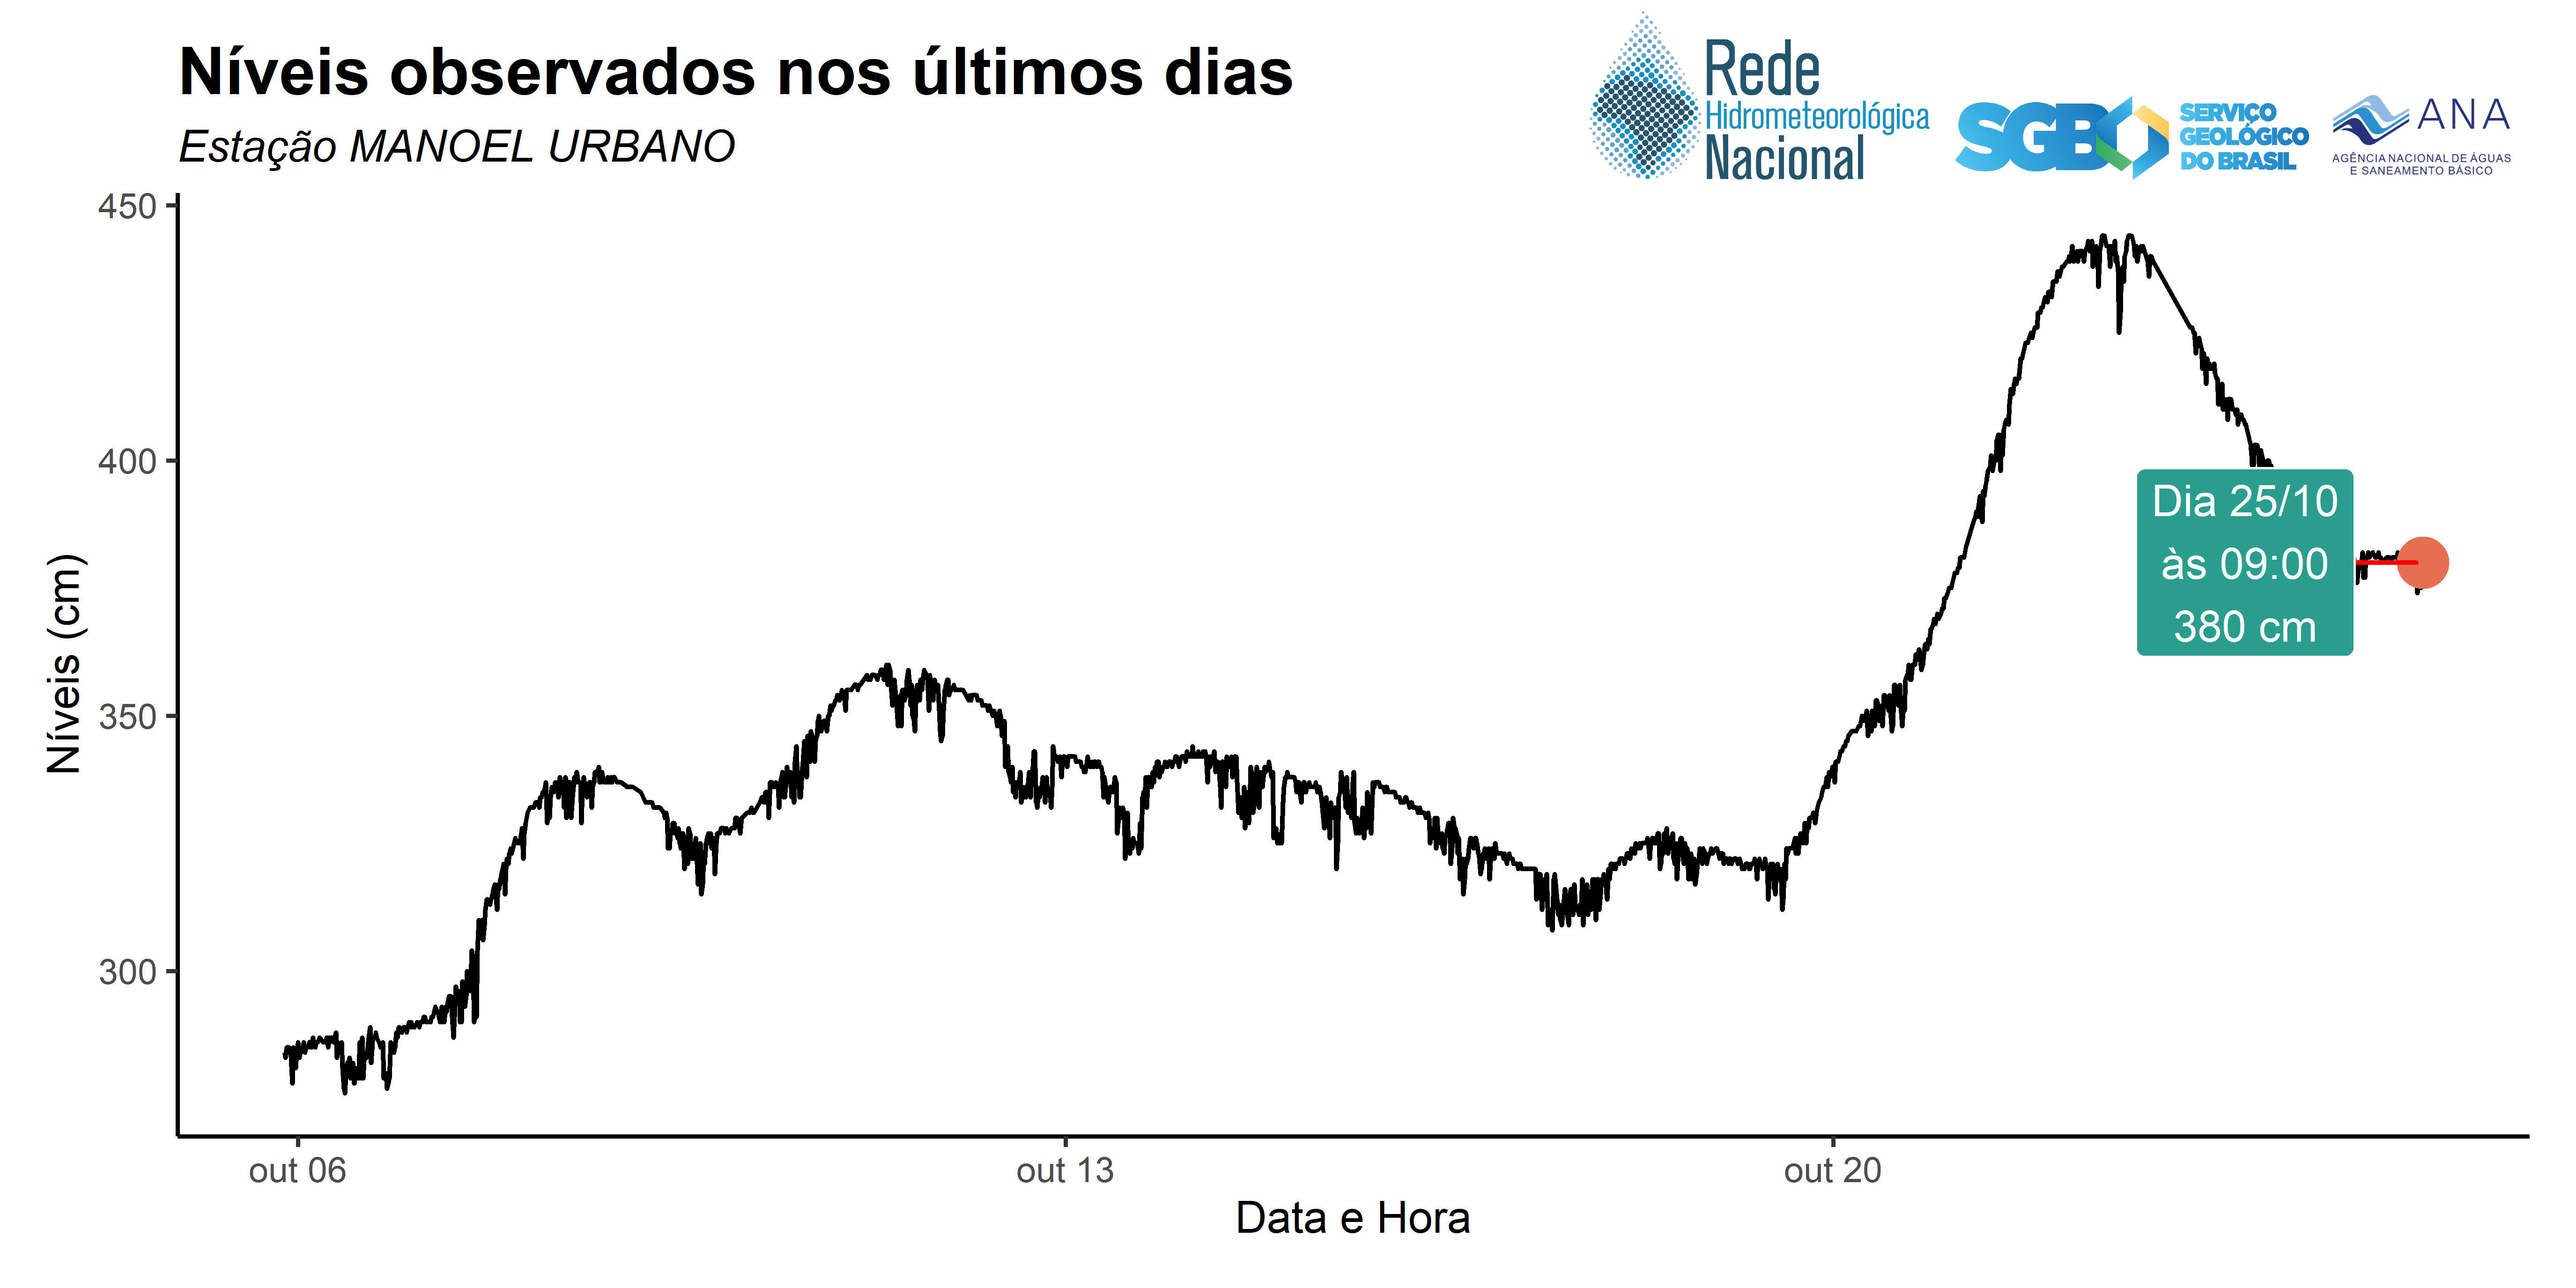 Níveis observados nos últimos dias
Estação MANOEL URBANO
Rede
Hidrometeorológica
Nacional
SGB
SERVIÇO
GEOLÓGICO
DO BRASIL
ANA
AGÊNCIA NACIONAL DE ÁGUAS
E SANEAMENTO BÁSICO
450
400
350
300
Níveis (cm)
Dia 25/10
às 09:00
380 cm
out 06
out 13
out 20
Data e Hora